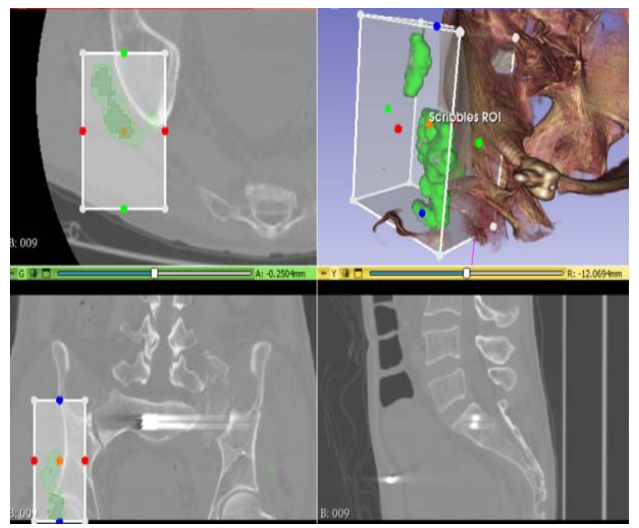 Scribbles ROI
B: 009
G
A: -0.2504mm
Y
R: -12.0694mm
B: 009
B: 009